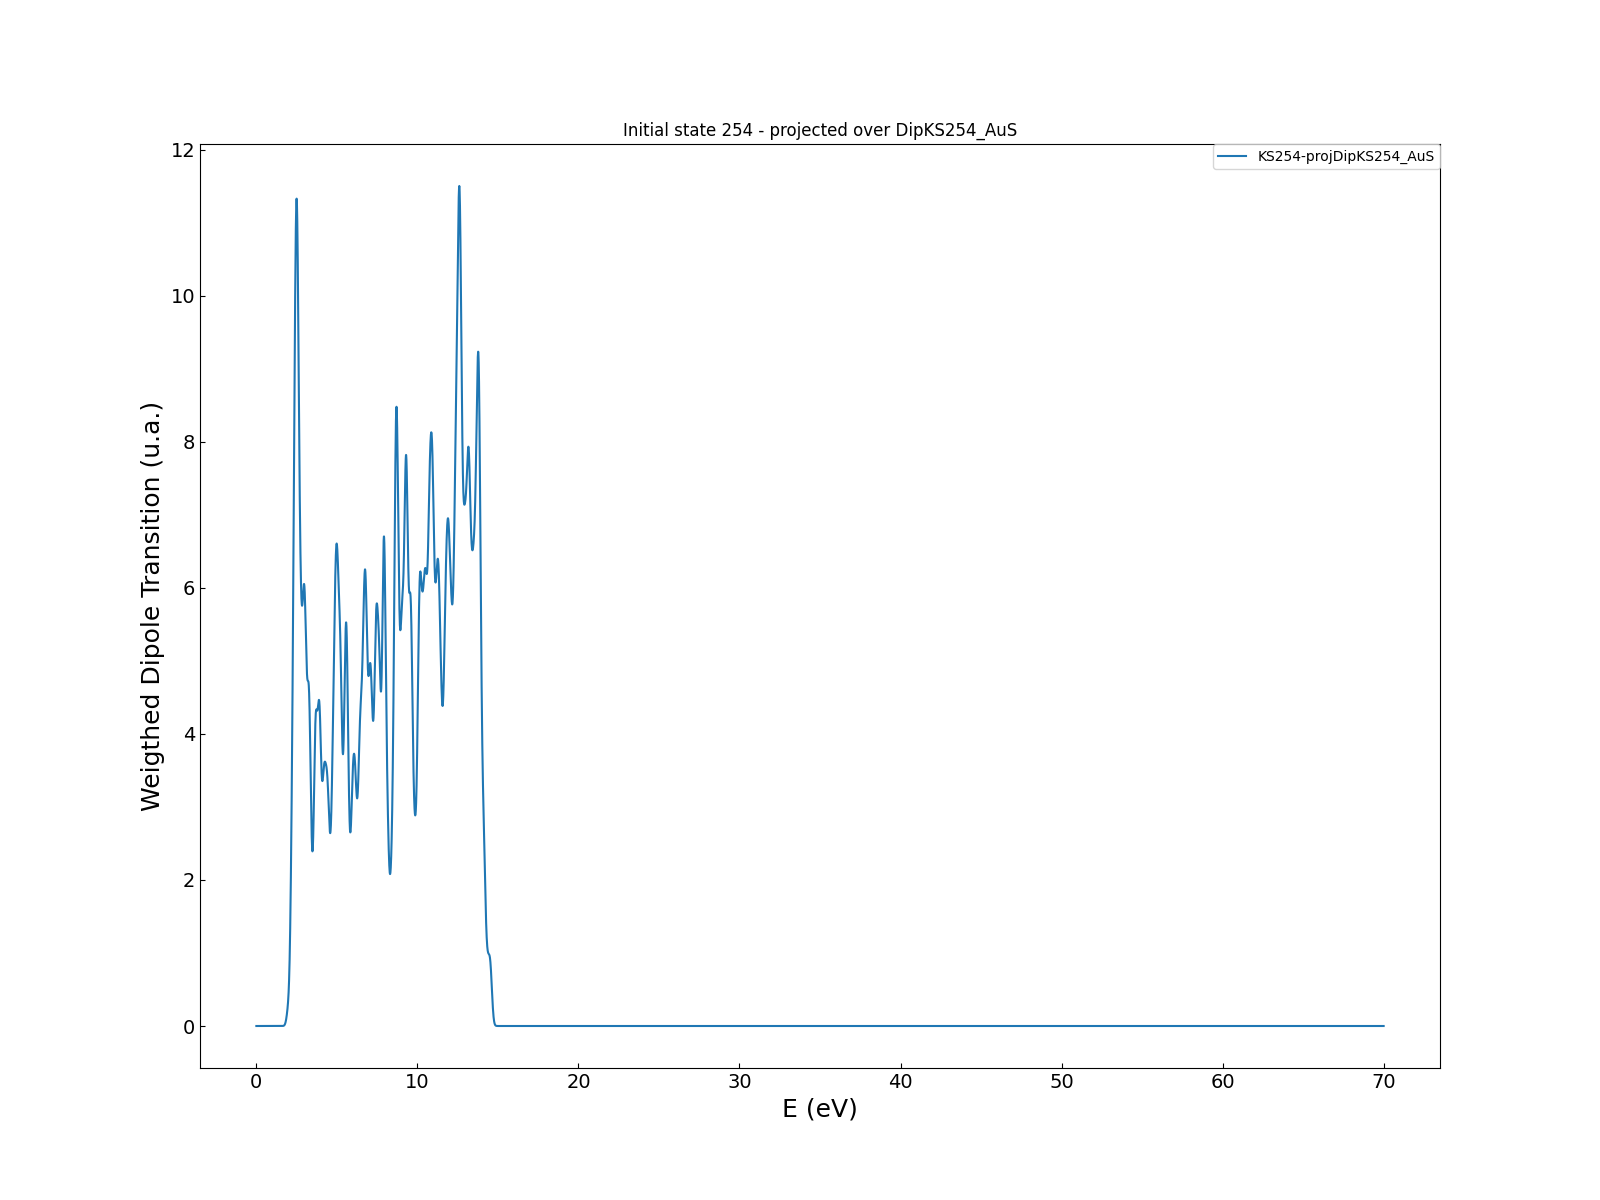 Initial state 254 - projected over DipKS254_AuS
KS254-projDipKS254_AuS
Weigthed Dipole Transition (u.a.)
12
10
8
6
4
2
0
0 10 20 30 40 50 60 70
E (eV)